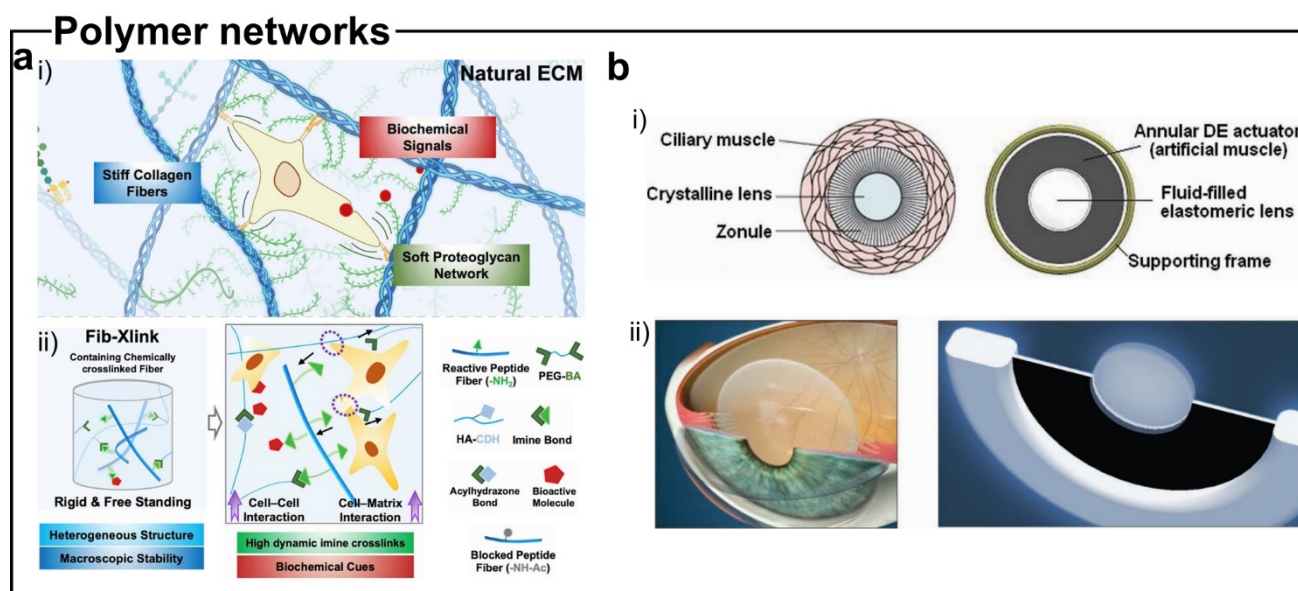 Polymer networks
a
i)
Natural ECM
Biochemical
Signals
Stiff Collagen
Fibers
Soft Proteoglycan
Network
ii)
Fib-Xlink
Containing Chemically
crosslinked Fiber
Rigid & Free Standing
Heterogeneous Structure
Macroscopic Stability
Cell–Cell
Interaction
Cell–Matrix
Interaction
High dynamic imine crosslinks
Biochemical Cues
Reactive Peptide
Fiber (-NH₂)
PEG-BA
HA-CDH
Imine Bond
Acylhydrazone
Bond
Bioactive
Molecule
Blocked Peptide
Fiber (-NH-Ac)
b
i)
Ciliary muscle
Crystalline lens
Zonule
Annular DE actuator
(artificial muscle)
Fluid-filled
elastomeric lens
Supporting frame
ii)